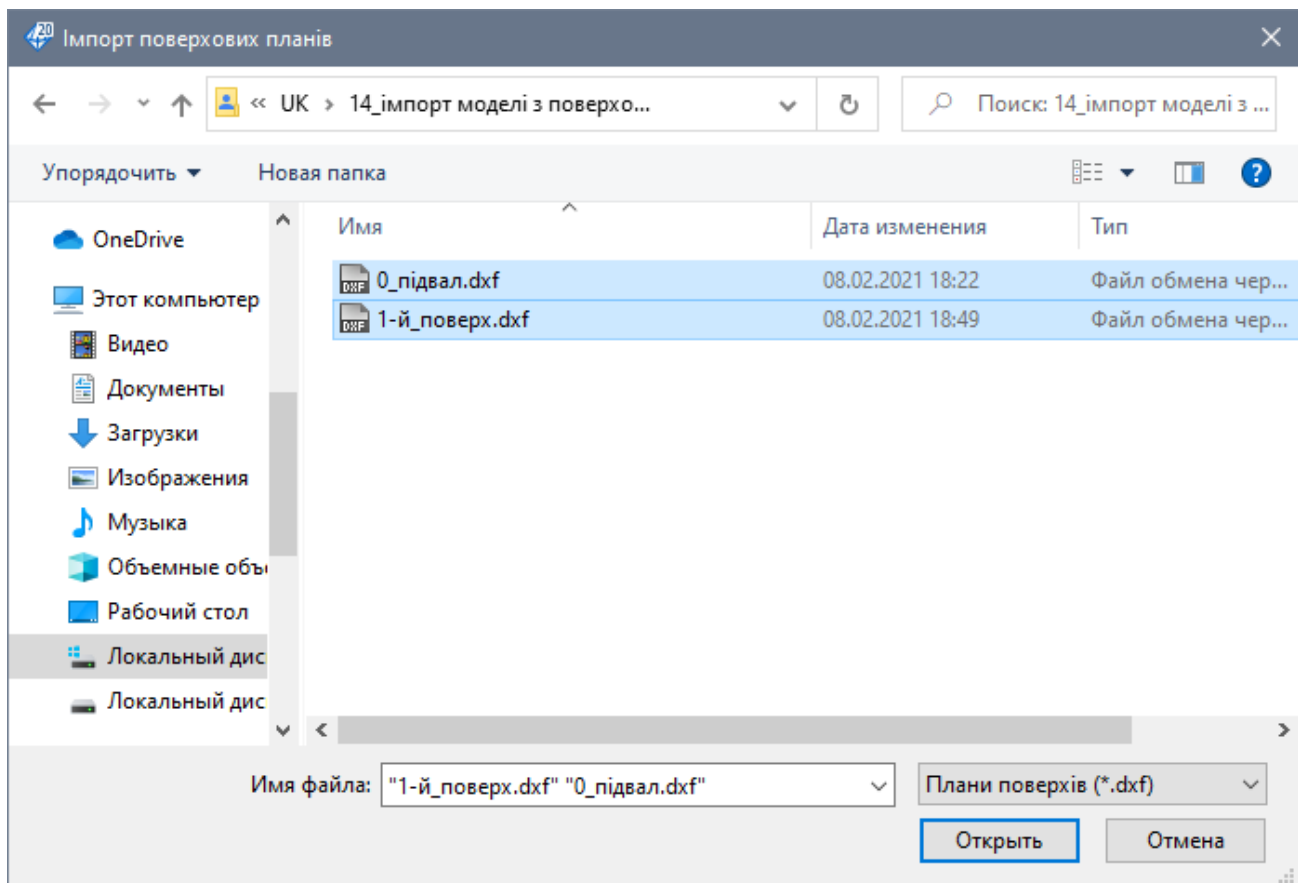 Імпорт поверхових планів
« UK › 14_імпорт моделі з поверхо...
Поиск: 14_імпорт моделі з ...
Упорядочить
Новая папка
OneDrive
Этот компьютер
Видео
Документы
Загрузки
Изображения
Музыка
Объемные объ
Рабочий стол
Локальный дис
Локальный дис
Имя Дата изменения Тип
0_підвал.dxf 08.02.2021 18:22 Файл обмена чер...
1-й_поверх.dxf 08.02.2021 18:49 Файл обмена чер...
Имя файла: "1-й_поверх.dxf" "0_підвал.dxf"
Плани поверхів (*.dxf)
Открыть
Отмена